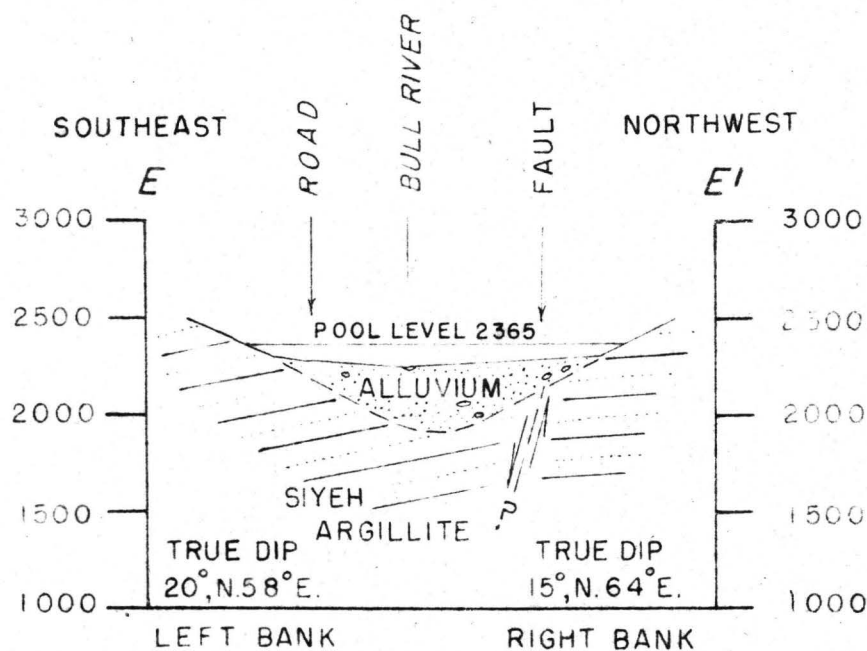 SOUTHEAST
NORTHWEST
ROAD
BULL RIVER
FAULT
E
E'
3000
3000
2500
2500
POOL LEVEL 2365
ALLUVIUM
2000
2000
SIYEH
ARGILLITE
?
1500
1500
TRUE DIP
20°, N.58°E.
TRUE DIP
15°, N.64°E.
1000
1000
LEFT BANK
RIGHT BANK